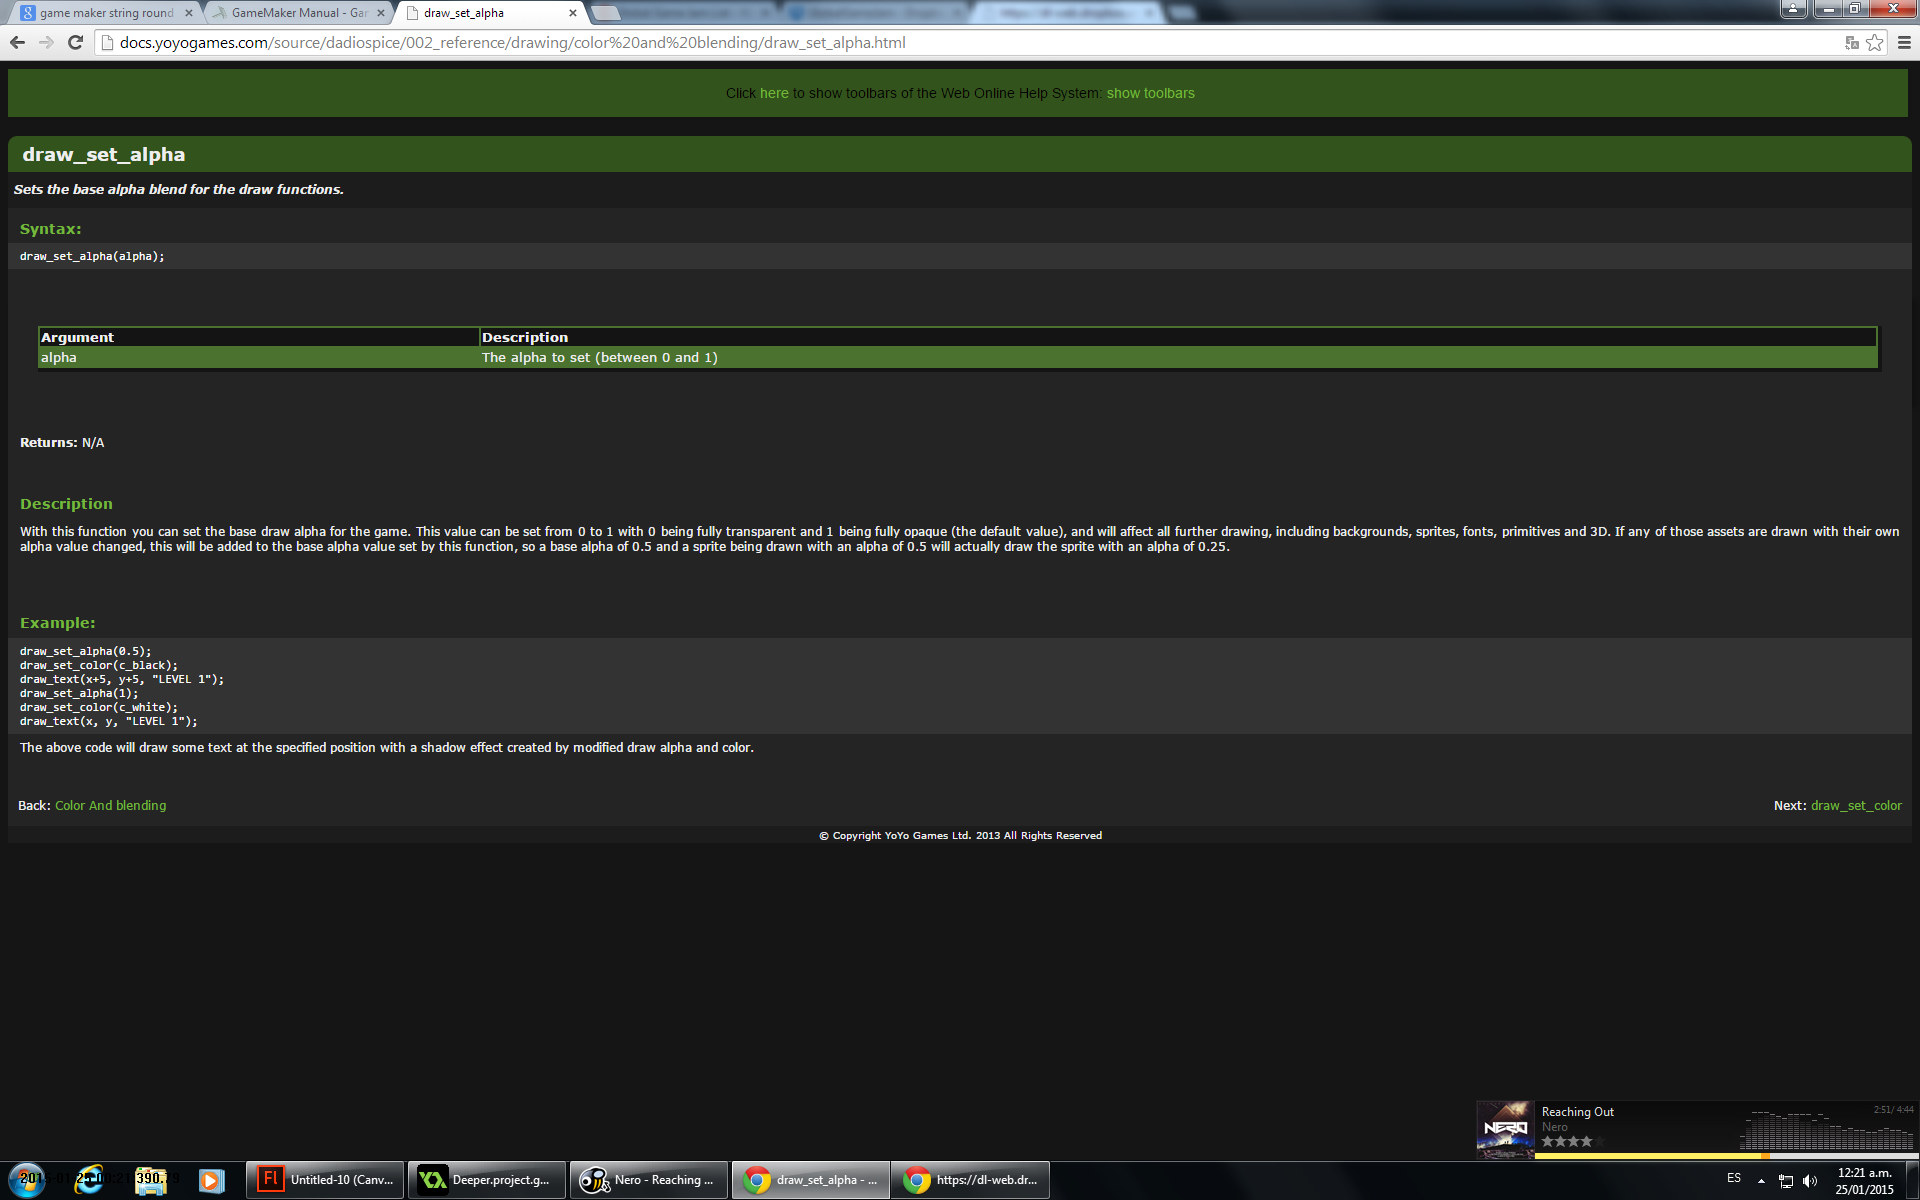 game maker string round
GameMaker Manual - Gar
draw_set_alpha
docs.yoyogames.com/source/dadiospice/002_reference/drawing/color%20and%20blending/draw_set_alpha.html
Click here to show toolbars of the Web Online Help System: show toolbars
draw_set_alpha
Sets the base alpha blend for the draw functions.
Syntax:
draw_set_alpha(alpha);
Argument Description
alpha The alpha to set (between 0 and 1)
Returns: N/A
Description
With this function you can set the base draw alpha for the game. This value can be set from 0 to 1 with 0 being fully transparent and 1 being fully opaque (the default value), and will affect all further drawing, including backgrounds, sprites, fonts, primitives and 3D. If any of those assets are drawn with their own
alpha value changed, this will be added to the base alpha value set by this function, so a base alpha of 0.5 and a sprite being drawn with an alpha of 0.5 will actually draw the sprite with an alpha of 0.25.
Example:
draw_set_alpha(0.5);
draw_set_color(c_black);
draw_text(x+5, y+5, "LEVEL 1");
draw_set_alpha(1);
draw_set_color(c_white);
draw_text(x, y, "LEVEL 1");
The above code will draw some text at the specified position with a shadow effect created by modified draw alpha and color.
Back: Color And blending
Next: draw_set_color
© Copyright YoYo Games Ltd. 2013 All Rights Reserved
NERO
Reaching Out
2:51/ 4:44
Nero
Fl
Untitled-10 (Canv...
Deeper.project.g...
Nero - Reaching ...
draw_set_alpha - ...
https://dl-web.dr...
ES
12:21 a.m.
25/01/2015